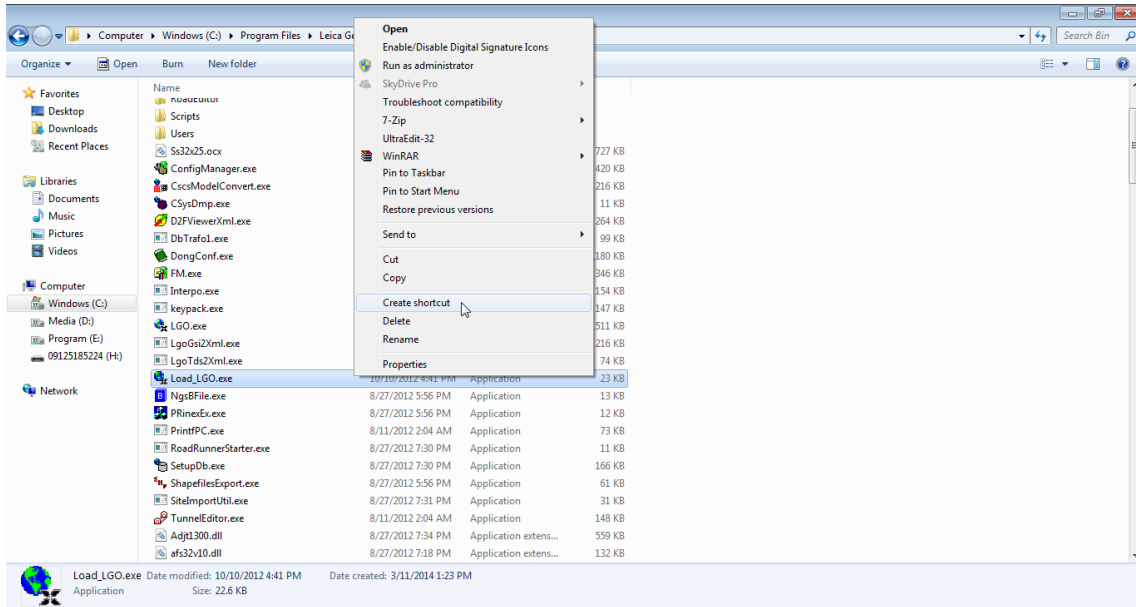 Computer ▸ Windows (C:) ▸ Program Files ▸ Leica Ge
Search Bin
Organize Open Burn New folder
Favorites
Desktop
Downloads
Recent Places
Libraries
Documents
Music
Pictures
Videos
Computer
Windows (C:)
Media (D:)
Program (E:)
09125185224 (H:)
Network
Name
RoadEditor
Scripts
Users
Ss32x25.ocx 727 KB
ConfigManager.exe 420 KB
CscsModelConvert.exe 216 KB
CSysDmp.exe 11 KB
D2FViewerXml.exe 264 KB
DbTrafo1.exe 99 KB
DongConf.exe 180 KB
FM.exe 346 KB
Interpo.exe 154 KB
keypack.exe 147 KB
LGO.exe 511 KB
LgoGsi2Xml.exe 216 KB
LgoTds2Xml.exe 74 KB
Load_LGO.exe 10/10/2012 4:41 PM Application 23 KB
NgsBFile.exe 8/27/2012 5:56 PM Application 13 KB
PRinexEx.exe 8/27/2012 5:56 PM Application 12 KB
PrintfPC.exe 8/11/2012 2:04 AM Application 73 KB
RoadRunnerStarter.exe 8/27/2012 7:30 PM Application 11 KB
SetupDb.exe 8/27/2012 7:30 PM Application 166 KB
ShapefilesExport.exe 8/27/2012 5:56 PM Application 61 KB
SiteImportUtil.exe 8/27/2012 7:31 PM Application 31 KB
TunnelEditor.exe 8/11/2012 2:04 AM Application 148 KB
Adjt1300.dll 8/27/2012 7:34 PM Application extens... 559 KB
afs32v10.dll 8/27/2012 7:18 PM Application extens... 132 KB
Open
Enable/Disable Digital Signature Icons
Run as administrator
SkyDrive Pro
Troubleshoot compatibility
7-Zip
UltraEdit-32
WinRAR
Pin to Taskbar
Pin to Start Menu
Restore previous versions
Send to
Cut
Copy
Create shortcut
Delete
Rename
Properties
Load_LGO.exe Date modified: 10/10/2012 4:41 PM Date created: 3/11/2014 1:23 PM
Application Size: 22.6 KB